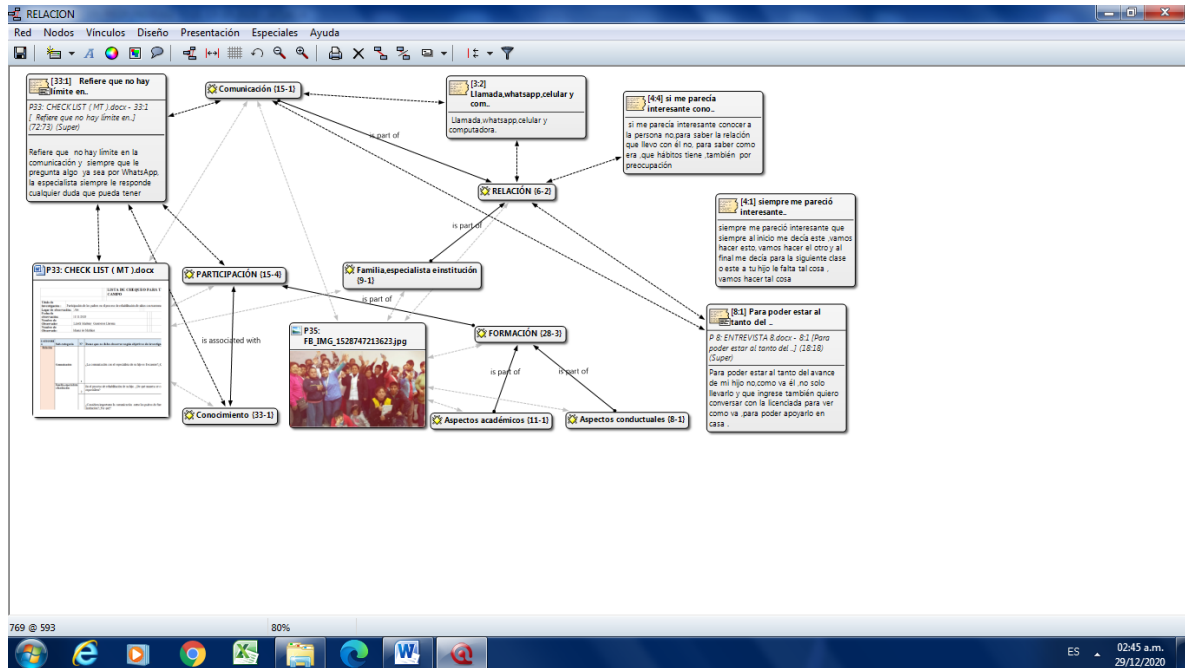 RELACION
Red Nodos Vínculos Diseño Presentación Especiales Ayuda
[33:1] Refiere que no hay
límite en..
P33: CHECK LIST ( MT ).docx - 33:1
[ Refiere que no hay límite en..]
(72:73) (Super)
Refiere que no hay límite en la
comunicación y siempre que le
pregunta algo ya sea por WhatsApp,
la especialista siempre le responde
cualquier duda que pueda tener
Comunicación {15-1}
[3:2]
Llamada,whatsapp,celular y
com..
Llamada,whatsapp,celular y
computadora.
[4:4] si me parecía
interesante cono..
si me parecía interesante conocer a
la persona no,para saber la relación
que llevo con él no, para saber como
era ,que hábitos tiene ,también por
preocupación
is part of
RELACIÓN {6-2}
[4:1] siempre me pareció
interesante..
siempre me pareció interesante que
siempre al inicio me decía este ,vamos
hacer esto, vamos hacer el otro y al
final me decía para la siguiente clase
o este a tu hijo le falta tal cosa ,
vamos hacer tal cosa
is part of
P33: CHECK LIST ( MT ).docx
PARTICIPACIÓN {15-4}
Familia,especialista e institución
{9-1}
is part of
[8:1] Para poder estar al
tanto del ..
P 8: ENTREVISTA 8.docx - 8:1 [Para
poder estar al tanto del ..] (18:18)
(Super)
Para poder estar al tanto del avance
de mi hijo no,como va él ,no solo
llevarlo y que ingrese también quiero
conversar con la licenciada para ver
como va ,para poder apoyarlo en
casa .
P35:
FB_IMG_1528747213623.jpg
FORMACIÓN {28-3}
is associated with
is part of
is part of
Conocimiento {33-1}
Aspectos académicos {11-1}
Aspectos conductuales {8-1}
769 @ 593
80%
ES
02:45 a.m.
29/12/2020